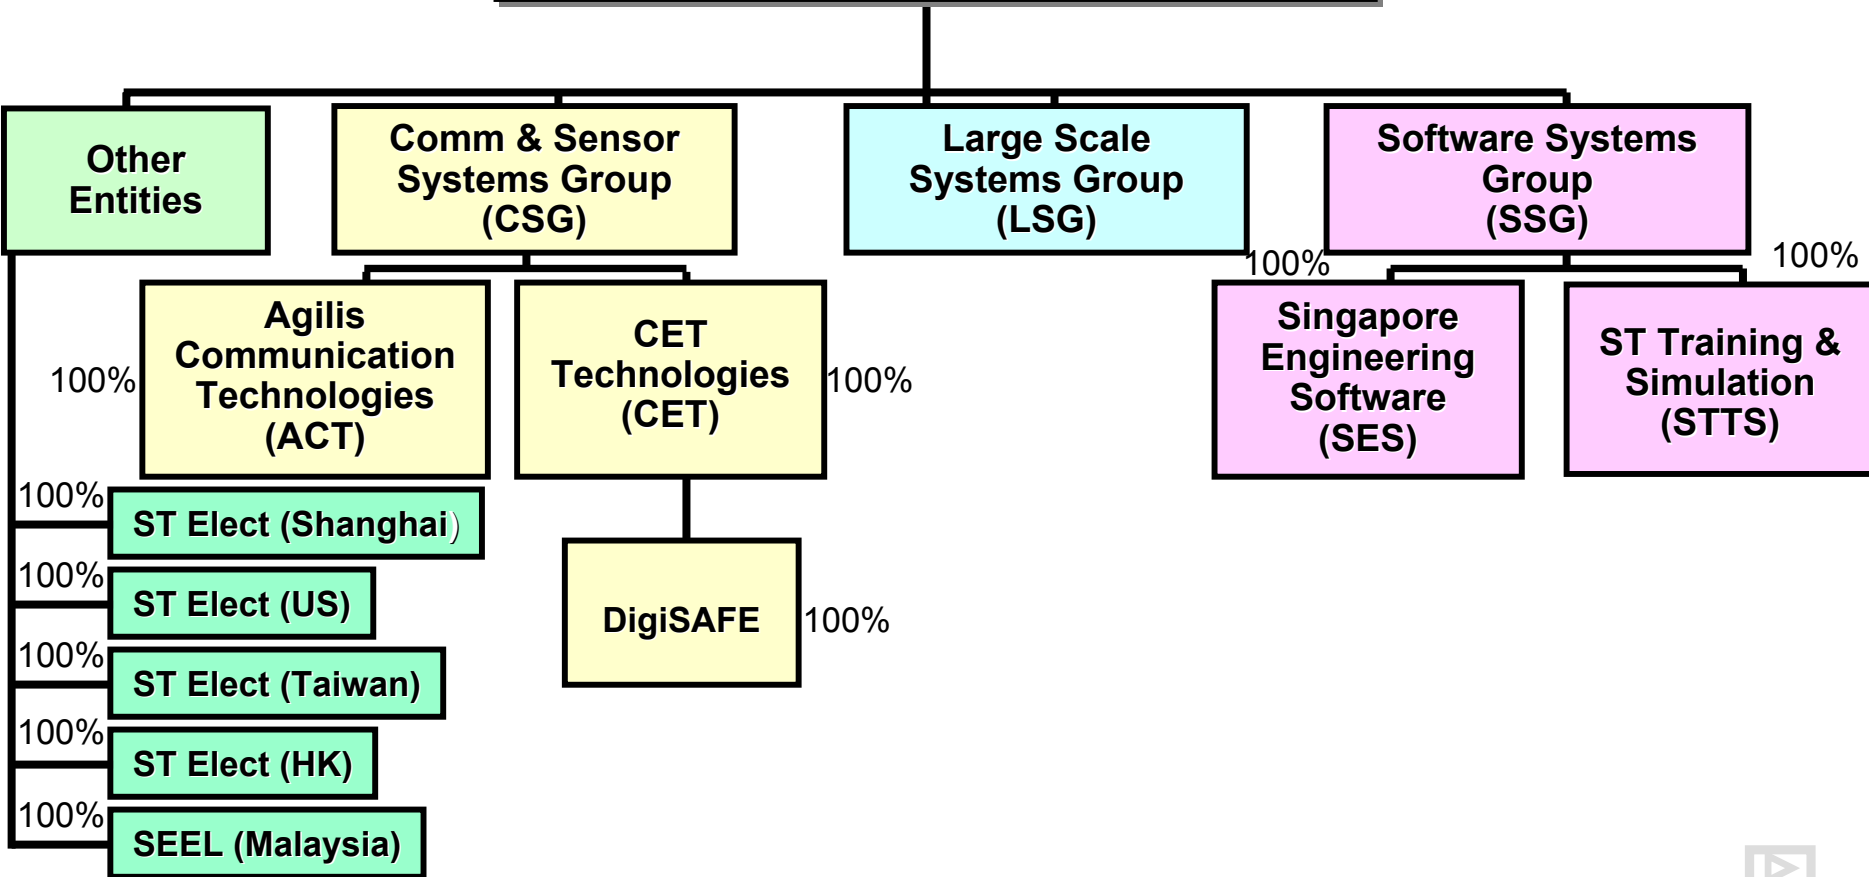 Other
Entities
Comm & Sensor
Systems Group
(CSG)
Large Scale
Systems Group
(LSG)
Software Systems
Group
(SSG)
100%
100%
Agilis
Communication
Technologies
(ACT)
100%
CET
Technologies
(CET)
100%
Singapore
Engineering
Software
(SES)
ST Training &
Simulation
(STTS)
100%
ST Elect (Shanghai)
100%
ST Elect (US)
100%
ST Elect (Taiwan)
100%
ST Elect (HK)
100%
SEEL (Malaysia)
DigiSAFE
100%